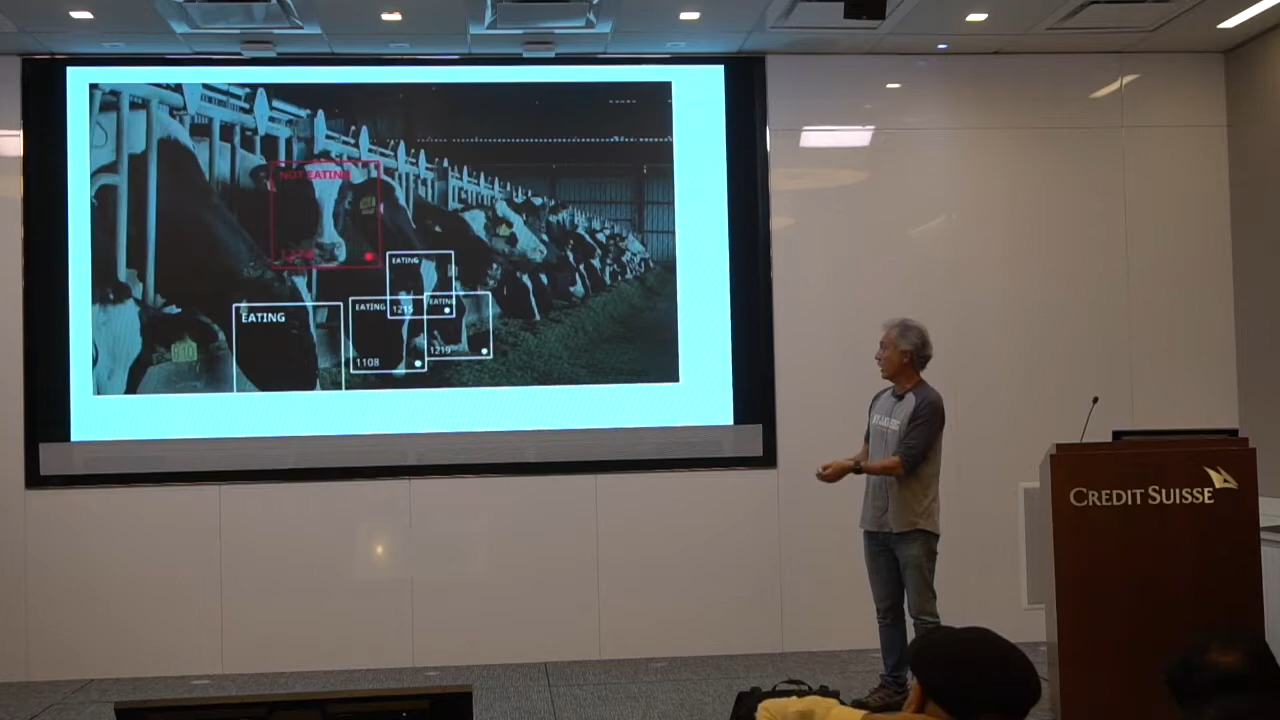 NOT EATING
EATING
EATING
1215
EATING
1108
1219
EATING
CREDIT SUISSE